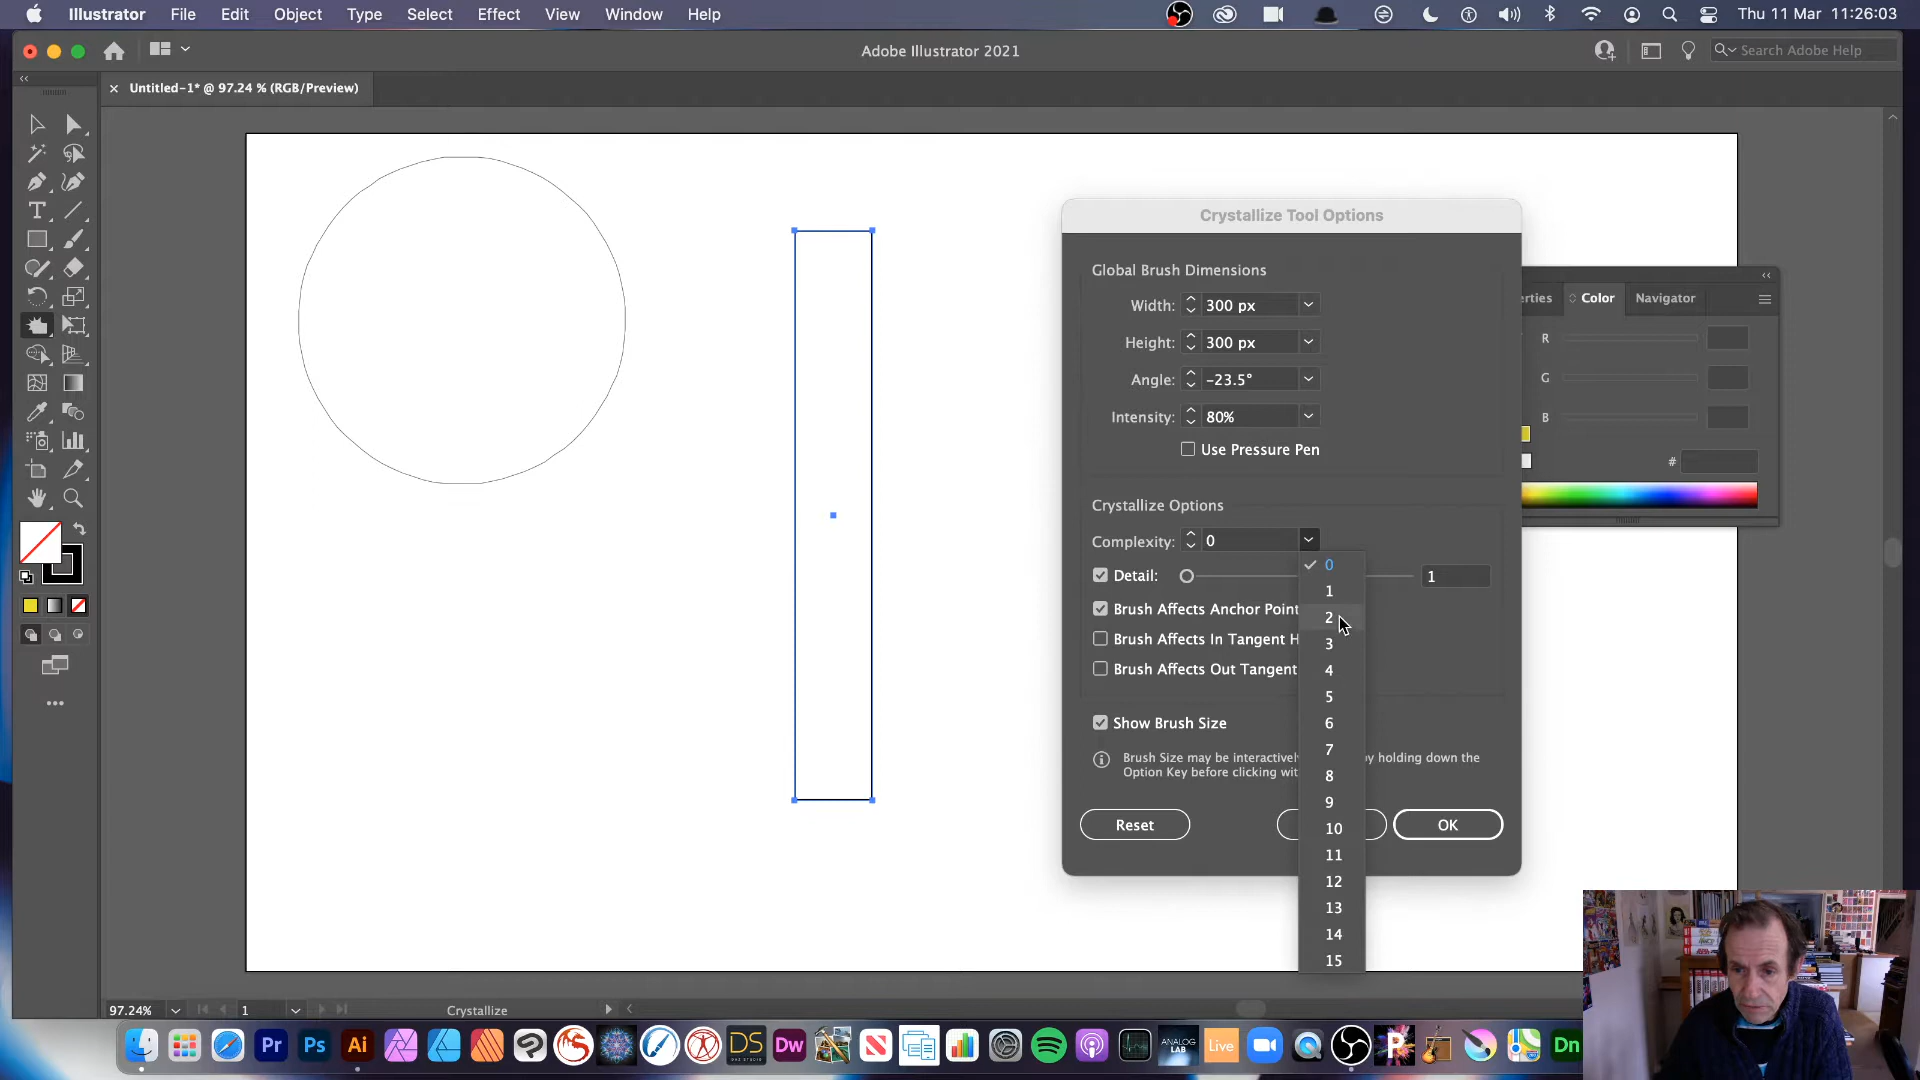 Illustrator File Edit Object Type Select Effect View Window Help Thu 11 Mar 11:26:03
Adobe Illustrator 2021
Search Adobe Help
× Untitled-1* @ 97.24 % (RGB/Preview)
Crystallize Tool Options
Global Brush Dimensions
Width: 300 px
Height: 300 px
Angle: -23.5°
Intensity: 80%
Use Pressure Pen
Crystallize Options
Complexity: 0
Detail: 1
Brush Affects Anchor Point
Brush Affects In Tangent H
Brush Affects Out Tangent
Show Brush Size
Brush Size may be interactively
by holding down the
Option Key before clicking wit
Reset
OK
0
1
2
3
4
5
6
7
8
9
10
11
12
13
14
15
erties Color Navigator
R
G
B
#
97.24% 1 Crystallize
Pr Ps Ai DS Dw ANALOG LAB Live P Dn